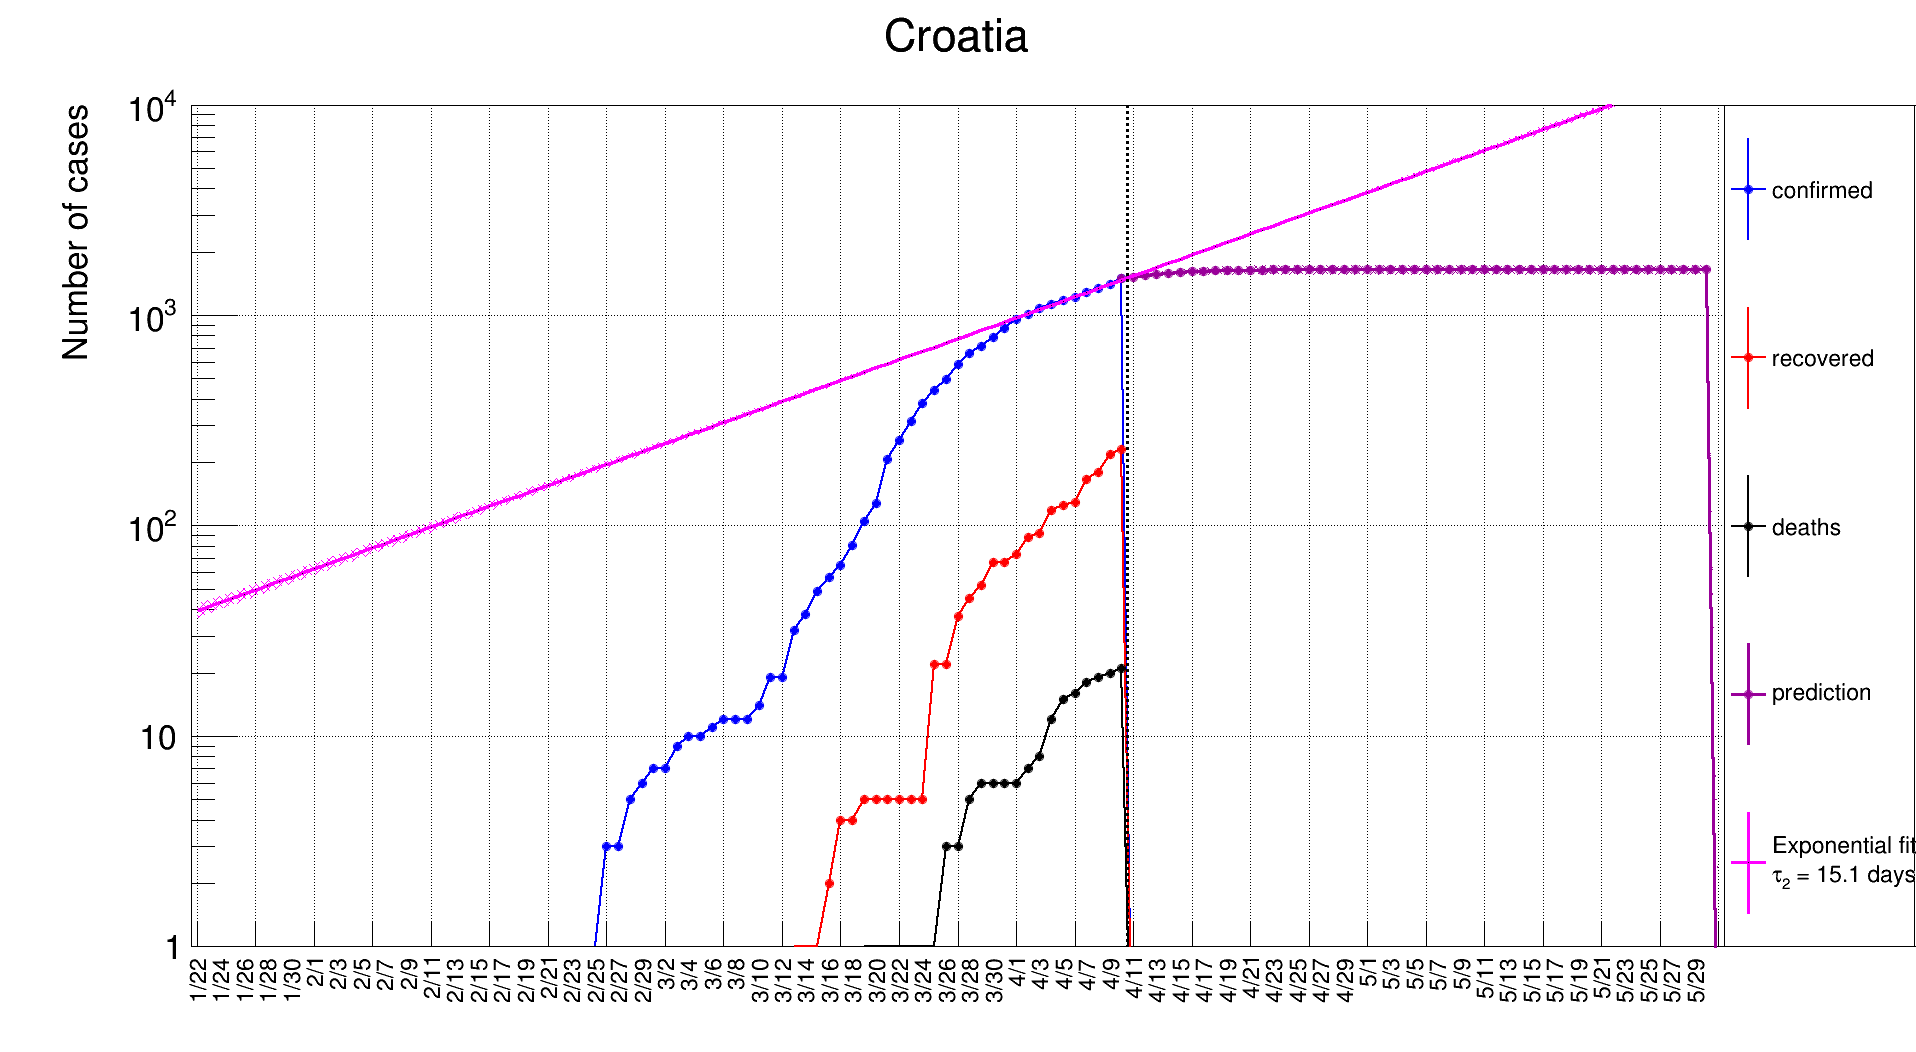 Croatia
Number of cases
10⁴
10³
10²
10
1
1/22 1/24 1/26 1/28 1/30 2/1 2/3 2/5 2/7 2/9 2/11 2/13 2/15 2/17 2/19 2/21 2/23 2/25 2/27 2/29 3/2 3/4 3/6 3/8 3/10 3/12 3/14 3/16 3/18 3/20 3/22 3/24 3/26 3/28 3/30 4/1 4/3 4/5 4/7 4/9 4/11 4/13 4/15 4/17 4/19 4/21 4/23 4/25 4/27 4/29 5/1 5/3 5/5 5/7 5/9 5/11 5/13 5/15 5/17 5/19 5/21 5/23 5/25 5/27 5/29
confirmed
recovered
deaths
prediction
Exponential fit
τ₂ = 15.1 days